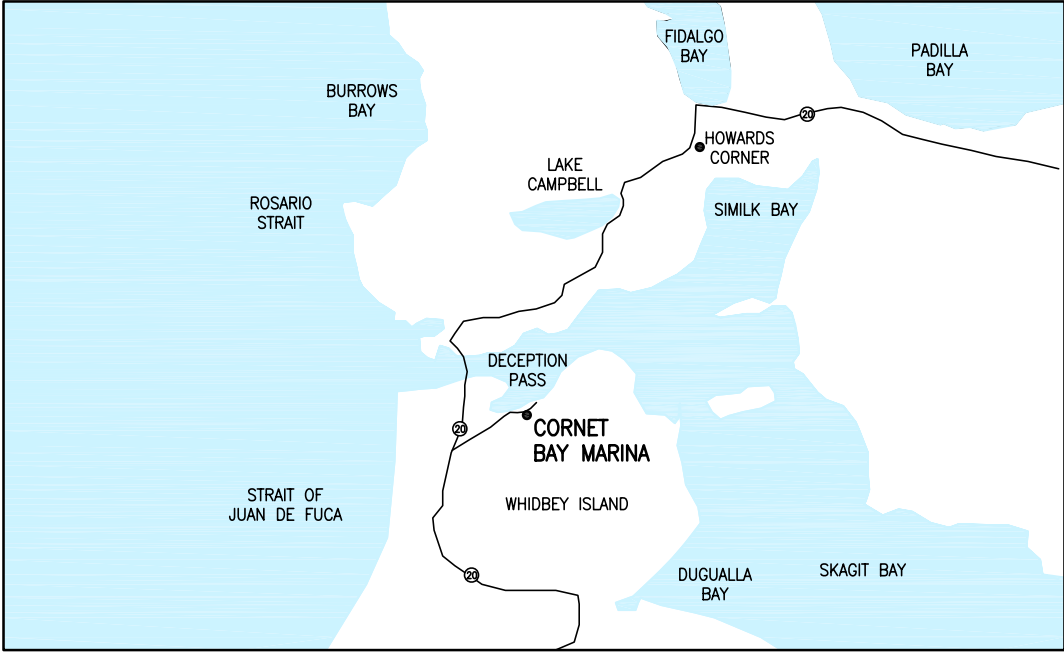 FIDALGO
BAY
PADILLA
BAY
BURROWS
BAY
20
HOWARDS
CORNER
LAKE
CAMPBELL
ROSARIO
STRAIT
SIMILK BAY
DECEPTION
PASS
20
CORNET
BAY MARINA
STRAIT OF
JUAN DE FUCA
WHIDBEY ISLAND
20
DUGUALLA
BAY
SKAGIT BAY